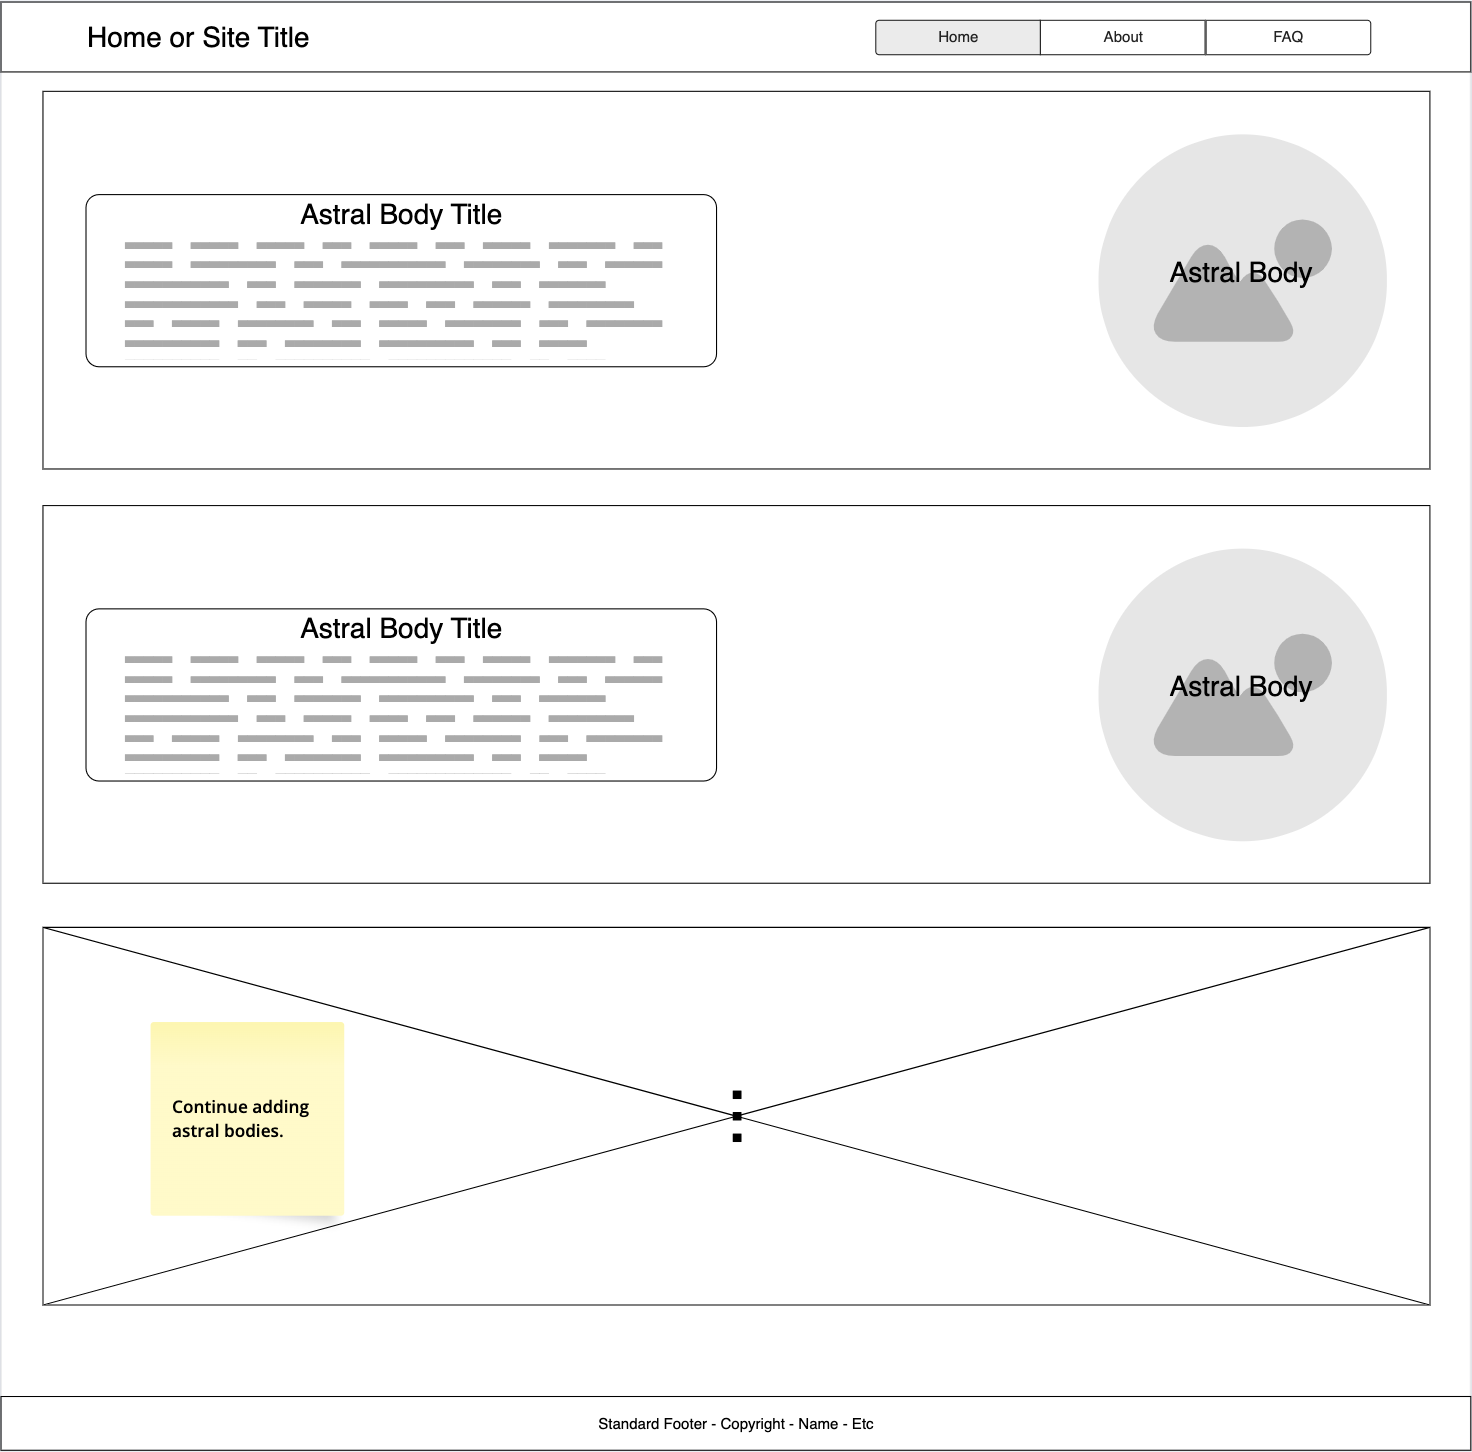 Home or Site Title
Home
About
FAQ
Astral Body Title
Astral Body
Astral Body Title
Astral Body
Continue adding
astral bodies.
Standard Footer - Copyright - Name - Etc